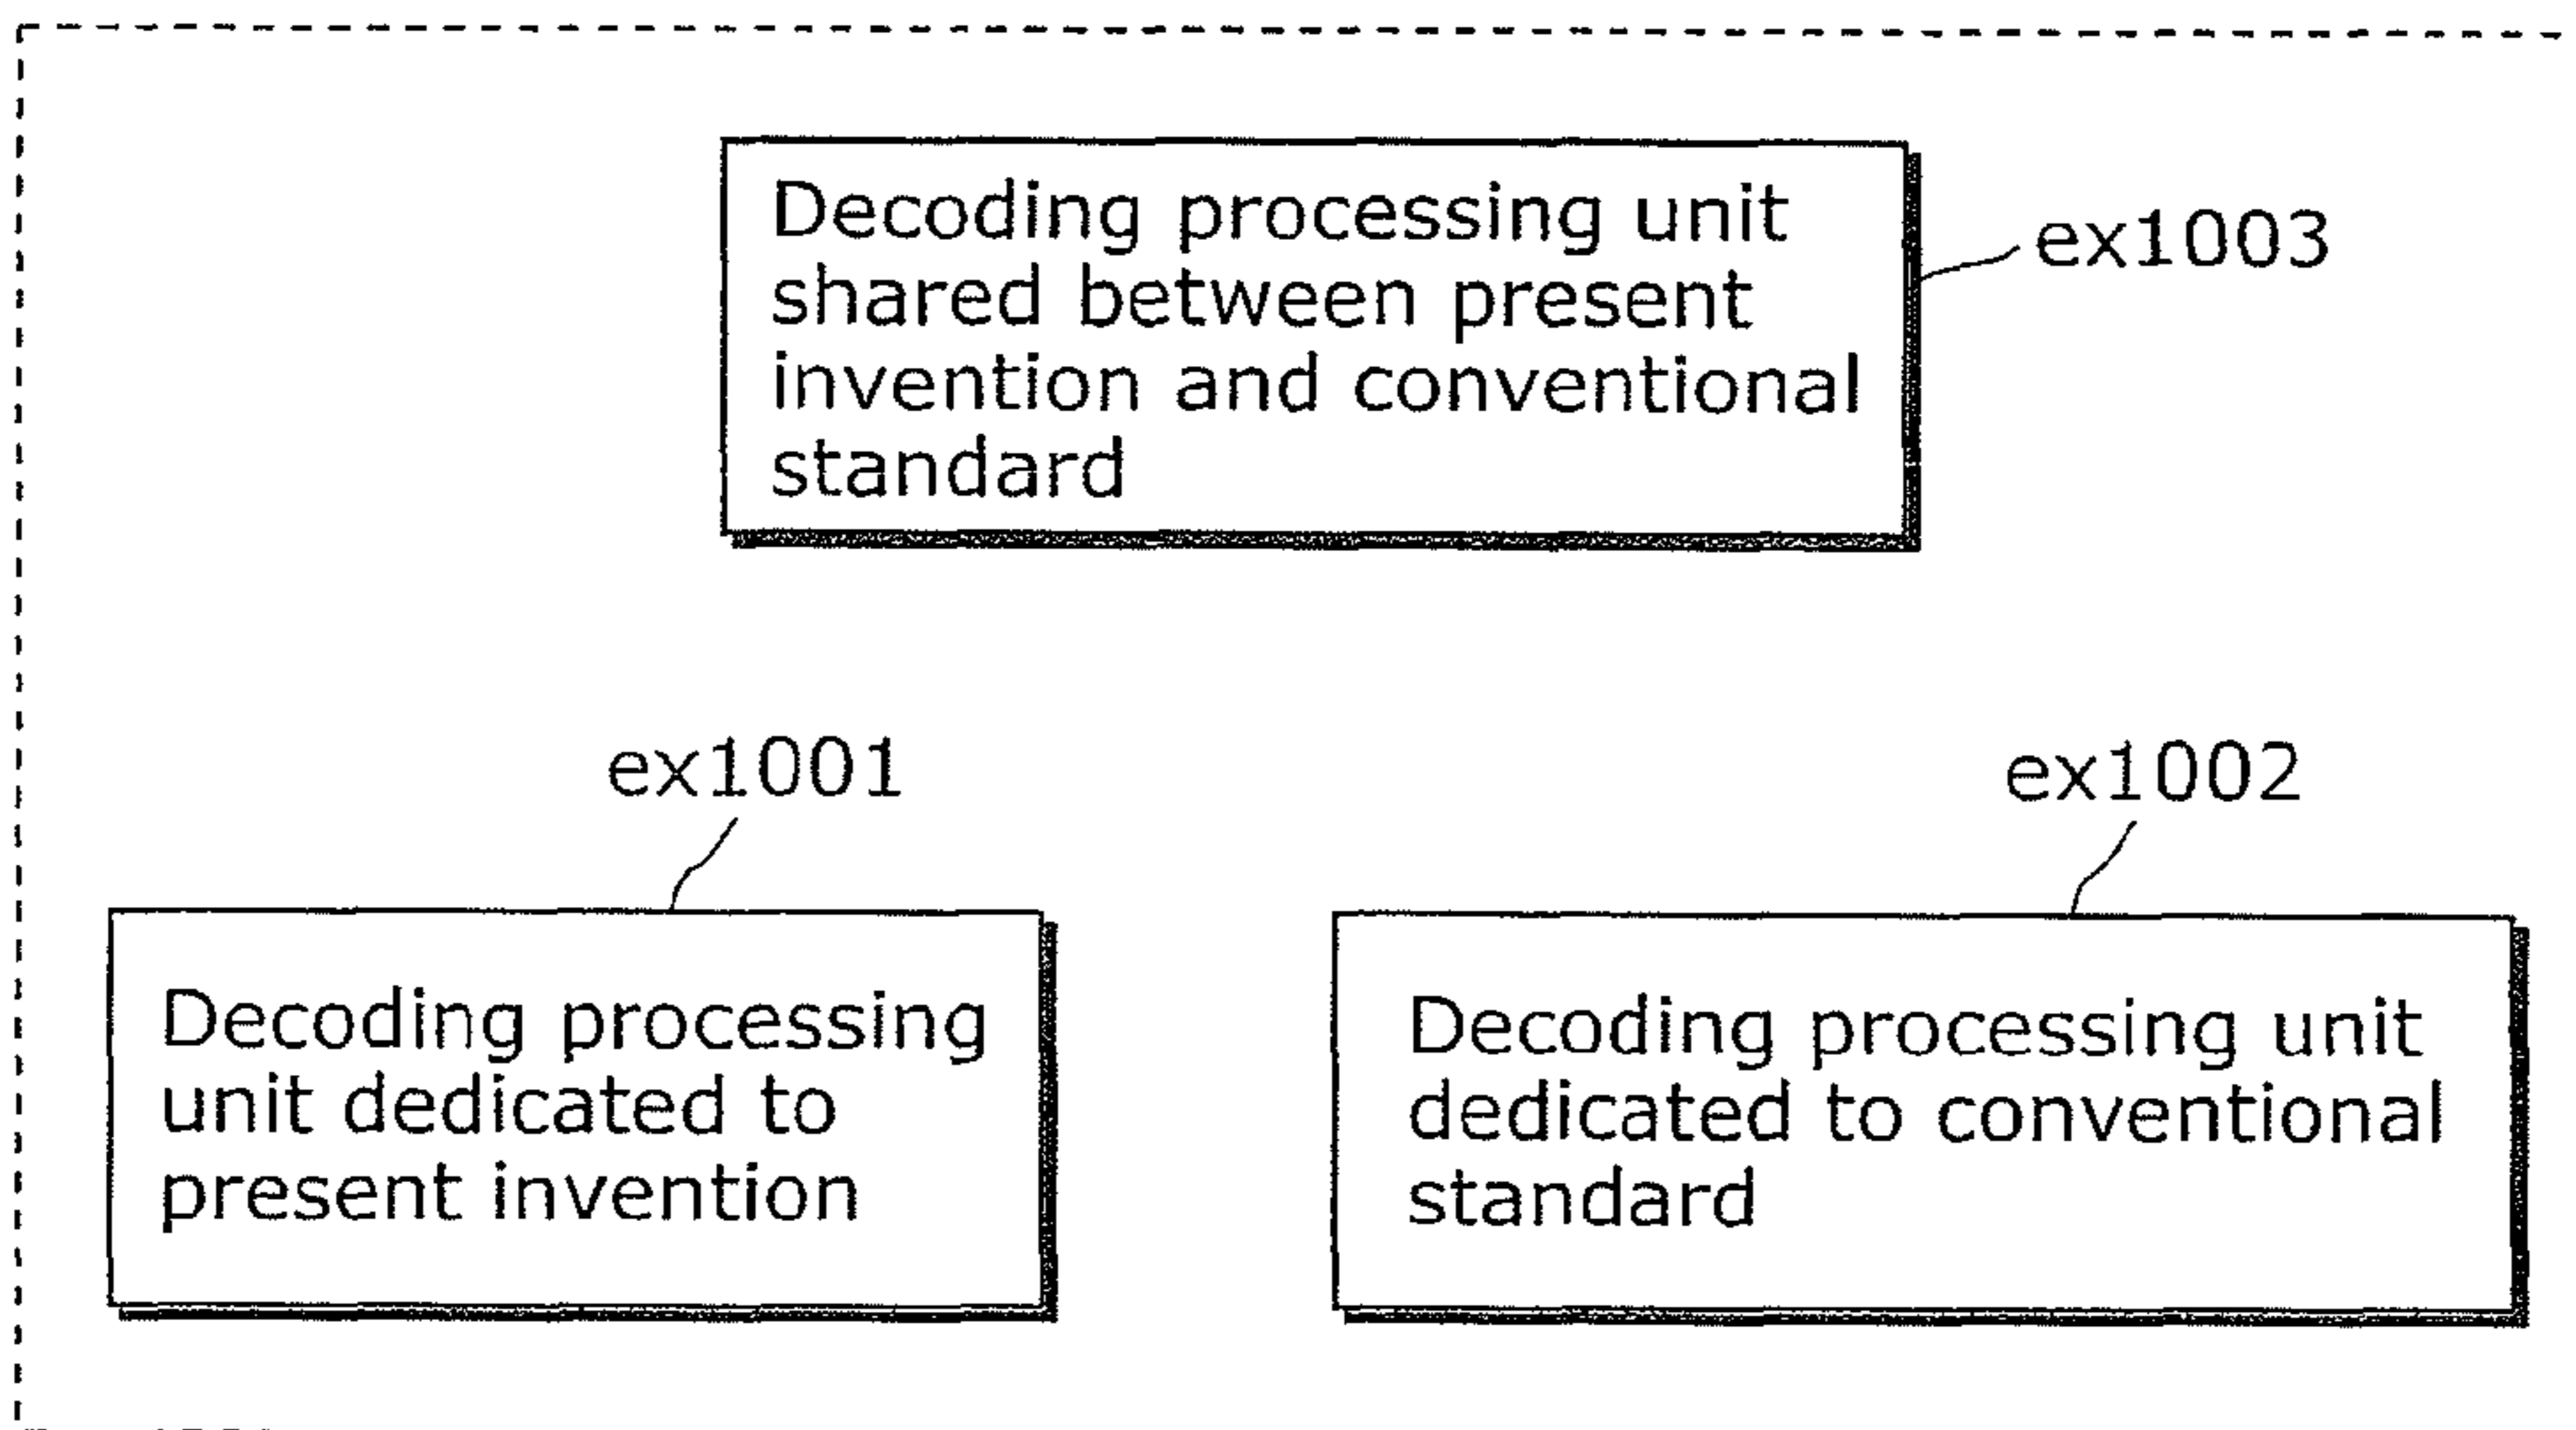 Decoding processing unit
shared between present
invention and conventional
standard
ex1003
ex1001
ex1002
Decoding processing
unit dedicated to
present invention
Decoding processing unit
dedicated to conventional
standard